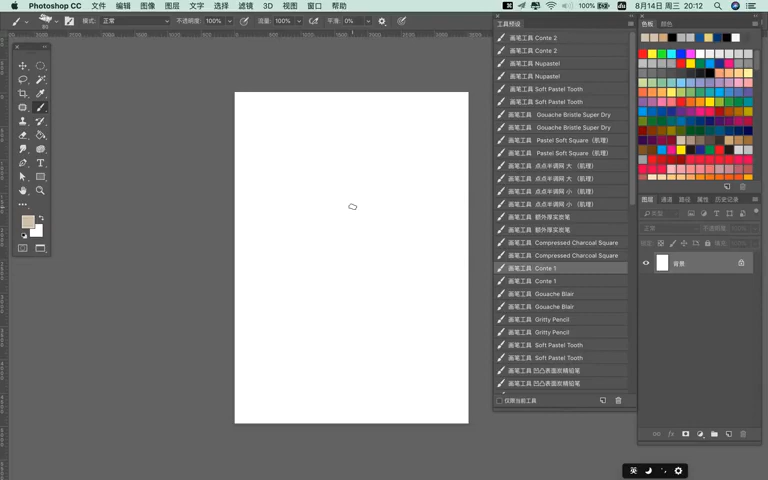 Photoshop CC 文件 编辑 图像 图层 文字 选择 滤镜 3D 视图 窗口 帮助 100% 8月14日 周三 20:12
模式: 正常 不透明度: 100% 流量: 100% 平滑: 0%
工具预设
画笔工具 Conte 2
画笔工具 Conte 2
画笔工具 Nupastel
画笔工具 Nupastel
画笔工具 Soft Pastel Tooth
画笔工具 Soft Pastel Tooth
画笔工具 Gouache Bristle Super Dry
画笔工具 Gouache Bristle Super Dry
画笔工具 Pastel Soft Square（肌理）
画笔工具 Pastel Soft Square（肌理）
画笔工具 点点半调网 大 （肌理）
画笔工具 点点半调网 大 （肌理）
画笔工具 点点半调网 小 （肌理）
画笔工具 点点半调网 小 （肌理）
画笔工具 额外厚实炭笔
画笔工具 额外厚实炭笔
画笔工具 Compressed Charcoal Square
画笔工具 Compressed Charcoal Square
画笔工具 Conte 1
画笔工具 Conte 1
画笔工具 Gouache Blair
画笔工具 Gouache Blair
画笔工具 Gritty Pencil
画笔工具 Gritty Pencil
画笔工具 Soft Pastel Tooth
画笔工具 Soft Pastel Tooth
画笔工具 凹凸表面炭精铅笔
画笔工具 凹凸表面炭精铅笔
仅限当前工具
色板 颜色
图层 通道 路径 属性 历史记录
类型
正常 不透明度: 100%
锁定: 填充:
背景
英